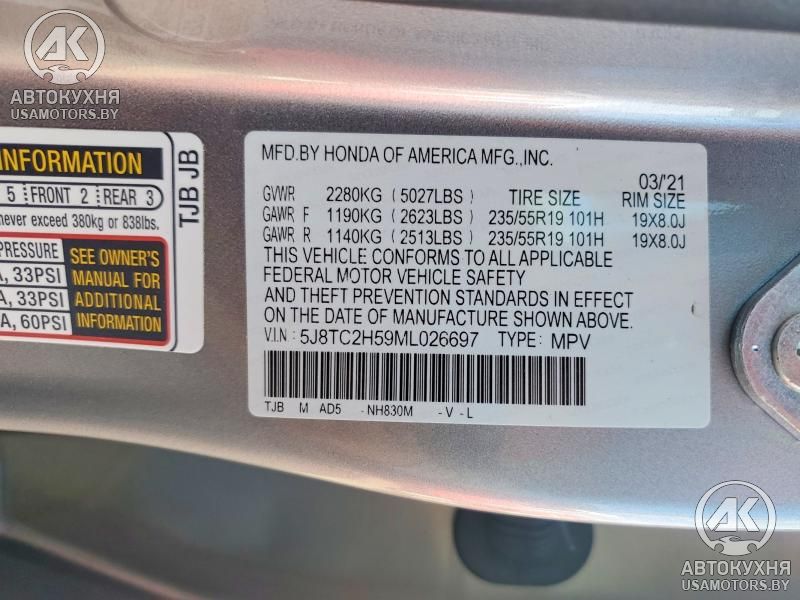 AK
АВТОКУХНЯ
USAMOTORS.BY
INFORMATION
5 FRONT 2 REAR 3
never exceed 380kg or 838lbs.
PRESSURE
A, 33PSI
A, 33PSI
A, 60PSI
SEE OWNER'S
MANUAL FOR
ADDITIONAL
INFORMATION
TJB JB
MFD.BY HONDA OF AMERICA MFG.,INC.
03/'21
GVWR 2280KG (5027LBS) TIRE SIZE RIM SIZE
GAWR F 1190KG (2623LBS) 235/55R19 101H 19X8.0J
GAWR R 1140KG (2513LBS) 235/55R19 101H 19X8.0J
THIS VEHICLE CONFORMS TO ALL APPLICABLE
FEDERAL MOTOR VEHICLE SAFETY
AND THEFT PREVENTION STANDARDS IN EFFECT
ON THE DATE OF MANUFACTURE SHOWN ABOVE.
V.I.N: 5J8TC2H59ML026697 TYPE: MPV
TJB M AD5 -NH830M -V-L
AK
АВТОКУХНЯ
USAMOTORS.BY